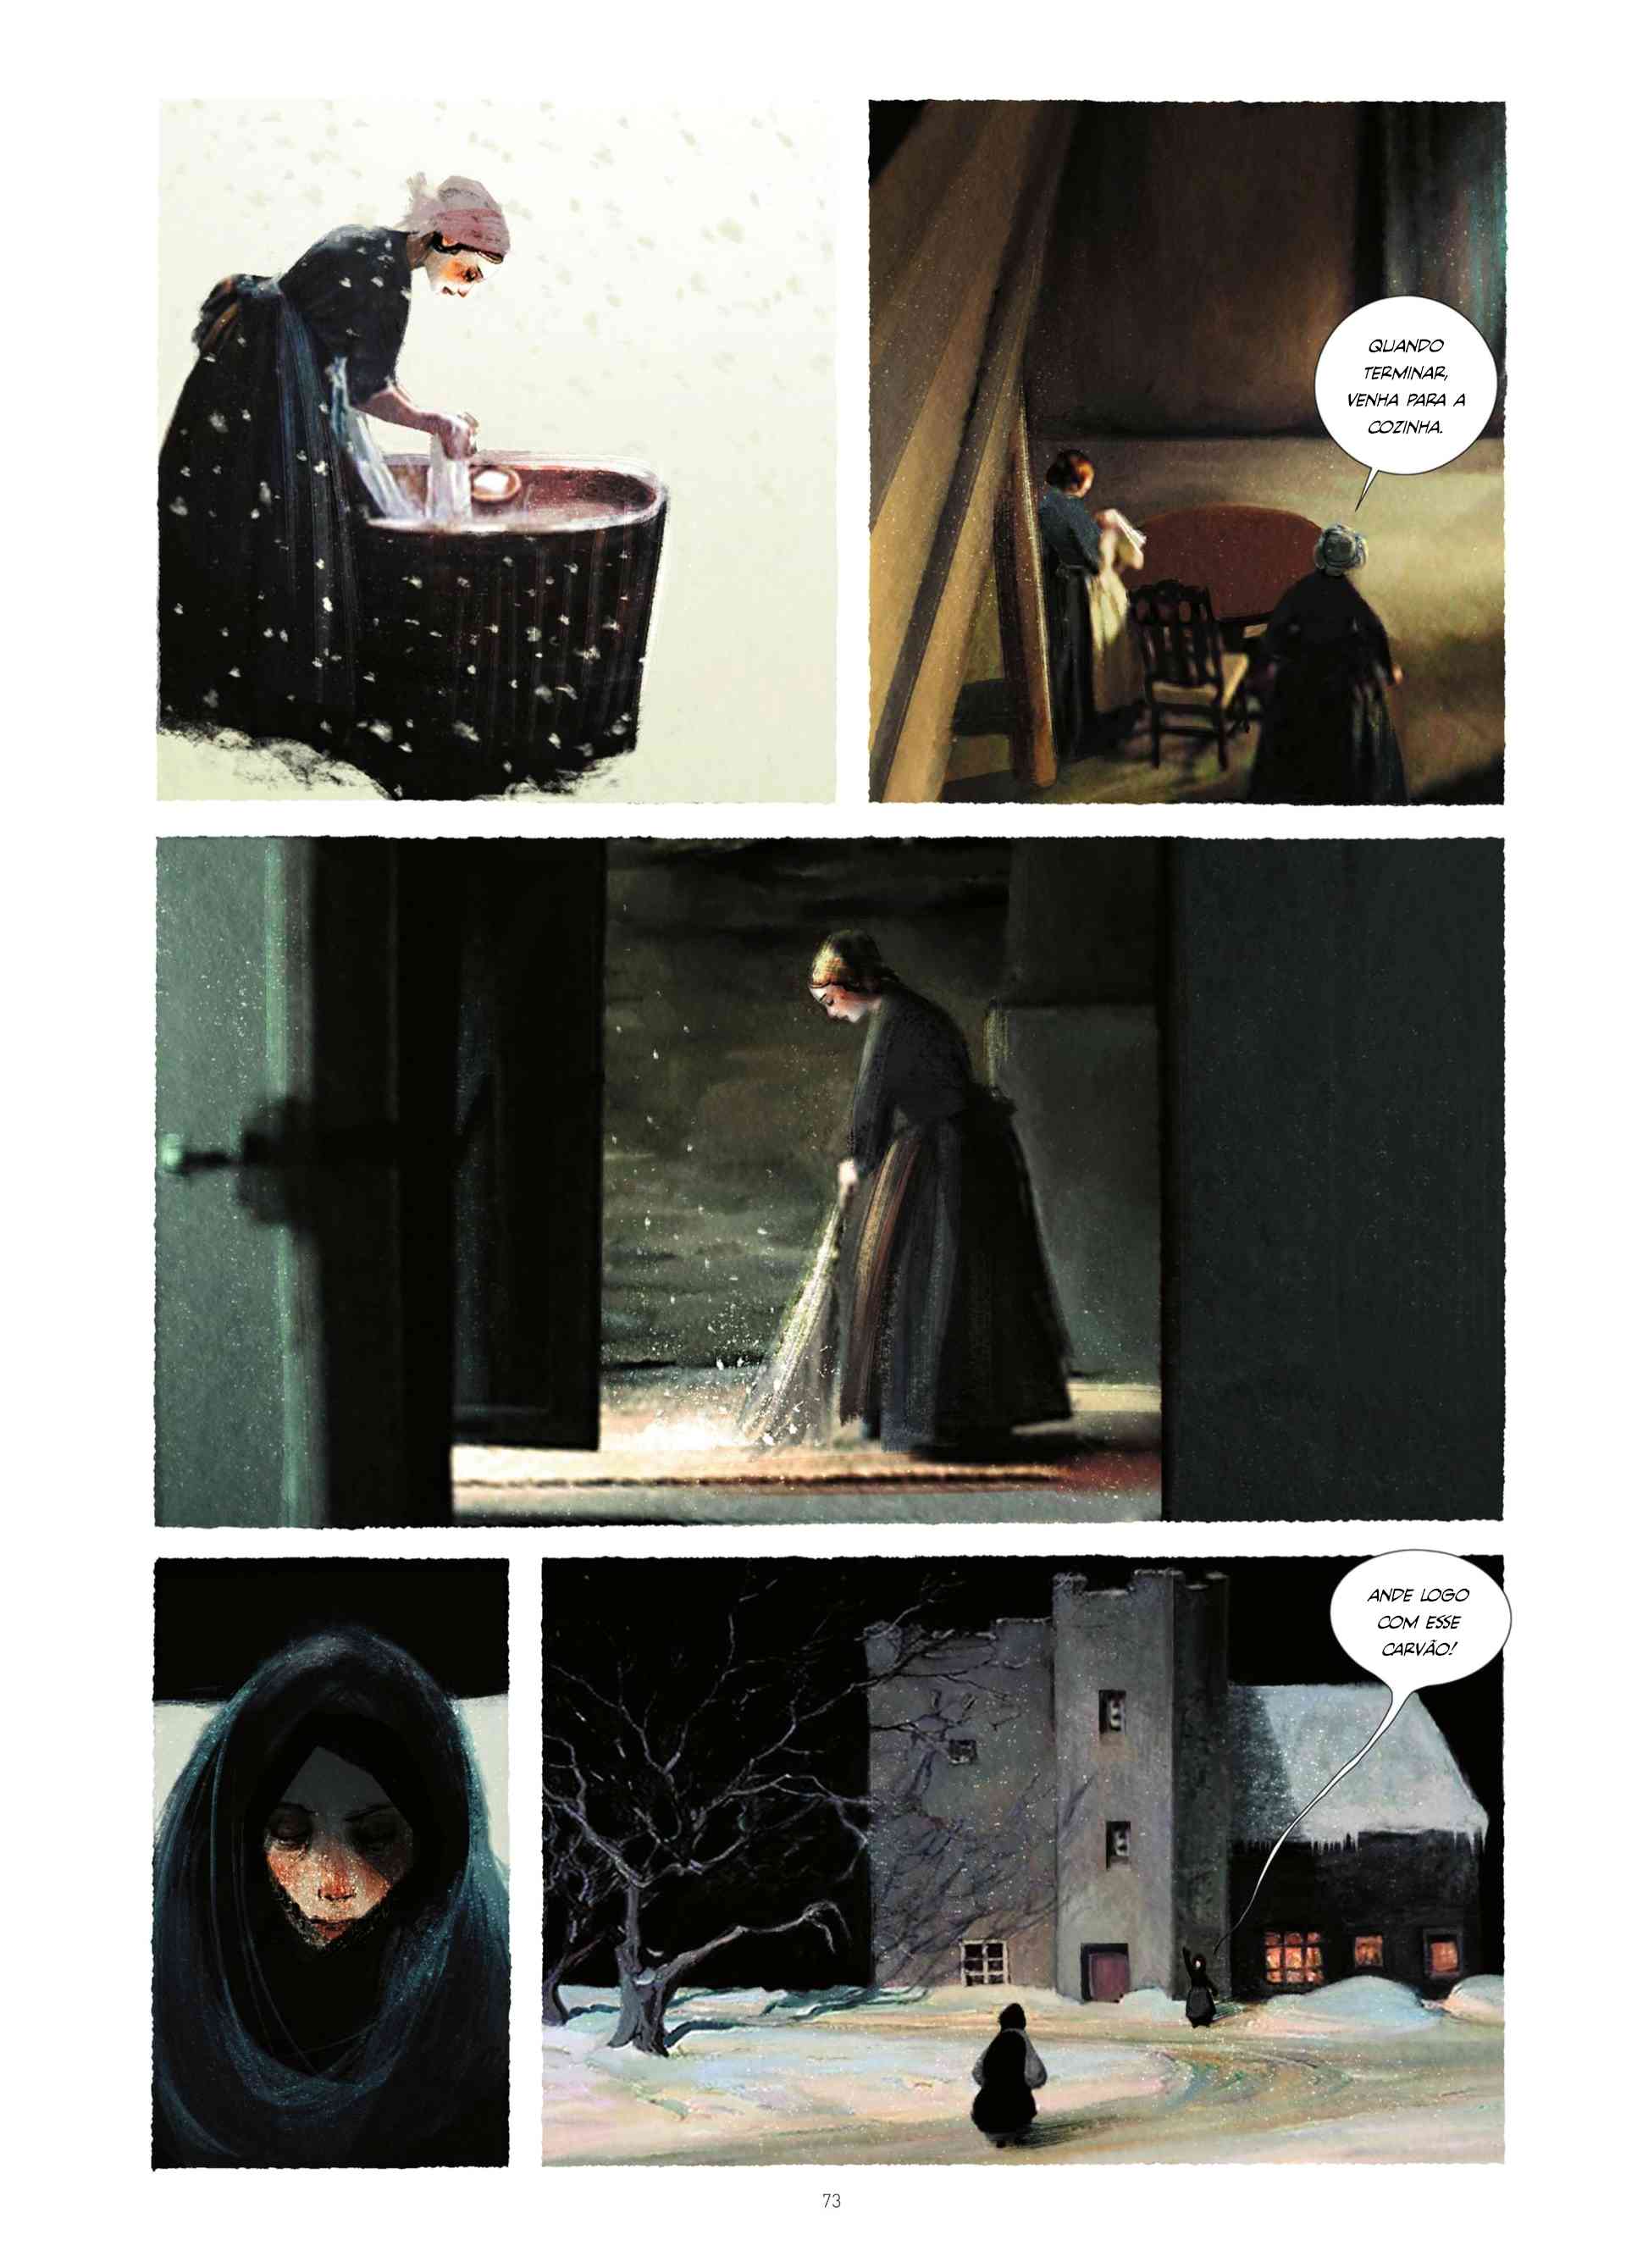 QUANDO
TERMINAR,
VENHA PARA A
COZINHA.
ANDE LOGO
COM ESSE
CARVÃO!
73